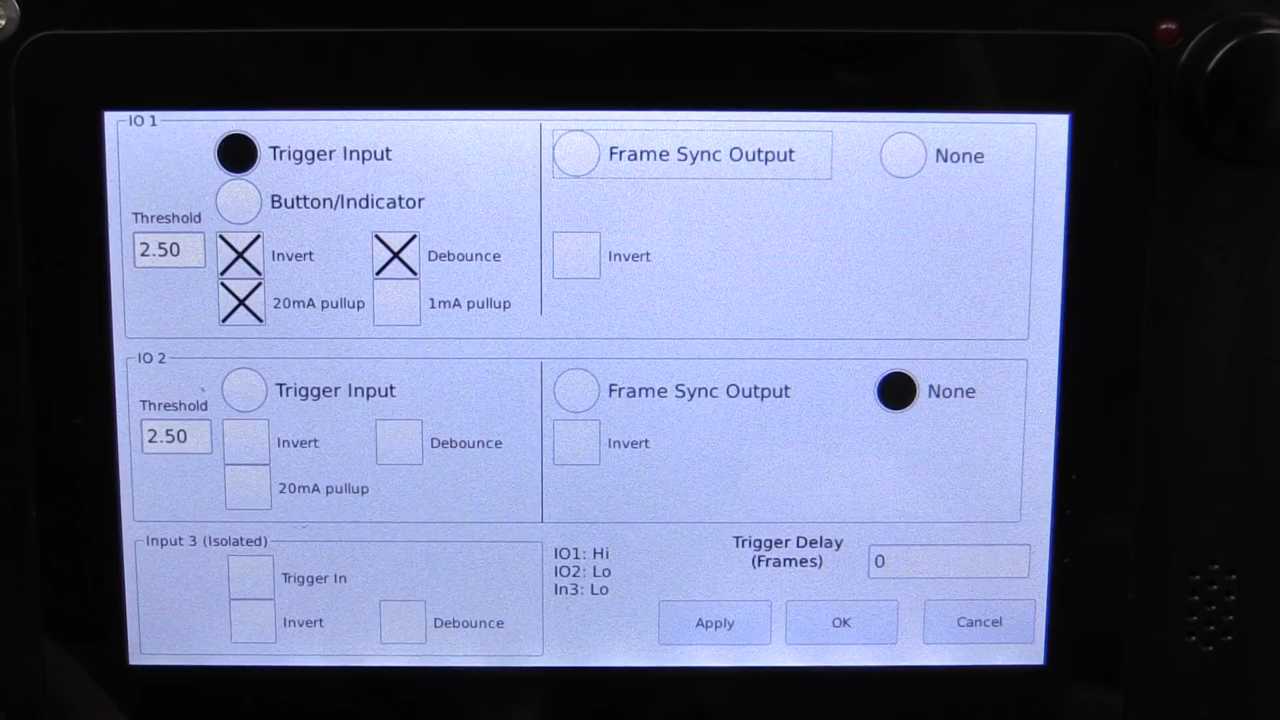 IO 1
Trigger Input
Frame Sync Output
None
Button/Indicator
Threshold
2.50
Invert
Debounce
Invert
20mA pullup
1mA pullup
IO 2
Trigger Input
Frame Sync Output
None
Threshold
2.50
Invert
Debounce
Invert
20mA pullup
Input 3 (Isolated)
Trigger In
Invert
Debounce
IO1: Hi
IO2: Lo
In3: Lo
Trigger Delay
(Frames)
0
Apply
OK
Cancel